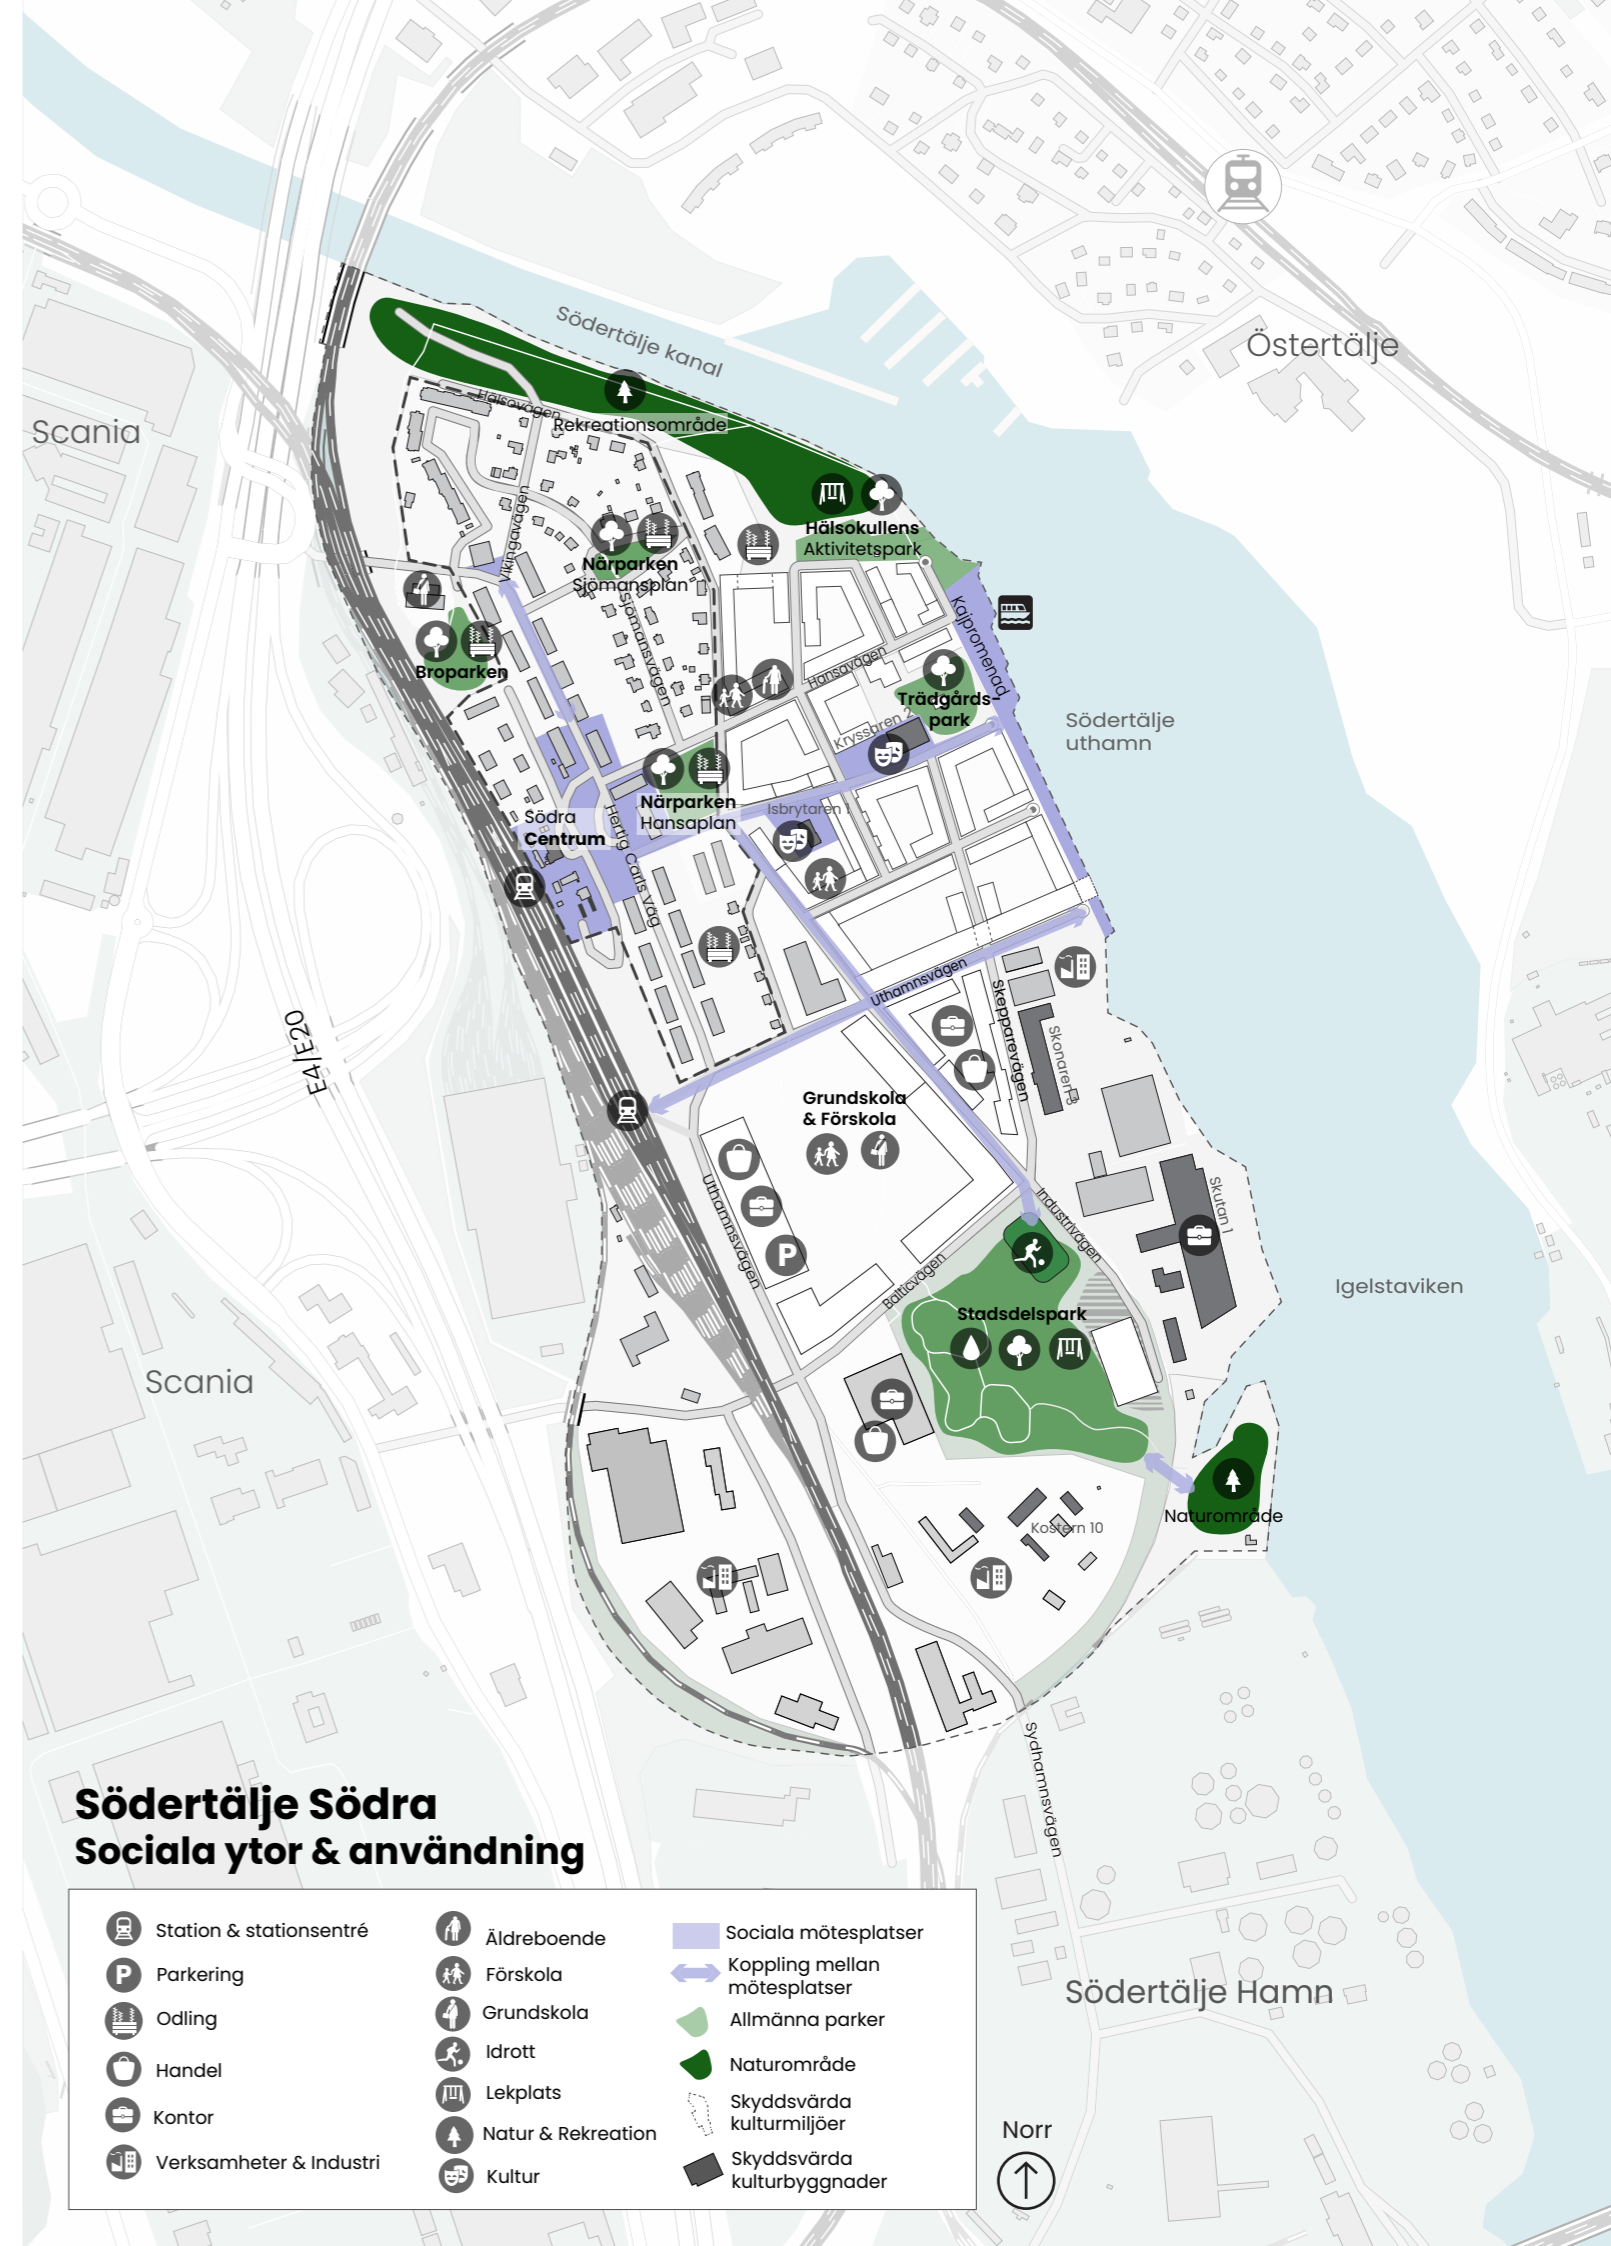 Södertälje kanal
Östertälje
Scania
Hälsovägen
Rekreationsområde
Vikingavägen
Hälsokullens
Aktivitetspark
Närparken
Sjömansplan
Sjömansvägen
Kajpromenad
Broparken
Hansavägen
Trädgårds-
park
Kryssaren 2
Södertälje
uthamn
Närparken
Hansaplan
Isbrytaren 1
Södra
Centrum
Hertig Carls väg
Uthamnsvägen
Skepparevägen
Skonaren 3
E4|E20
Grundskola
& Förskola
Uthamnsvägen
Industrivägen
Skutan 1
Balticvägen
Igelstaviken
Stadsdelspark
Scania
Naturområde
Kostern 10
Sydhamnsvägen
P
Södertälje Södra
Sociala ytor & användning
Station & stationsentré
P
Parkering
Odling
Handel
Kontor
Verksamheter & Industri
Äldreboende
Förskola
Grundskola
Idrott
Lekplats
Natur & Rekreation
Kultur
Sociala mötesplatser
Koppling mellan
mötesplatser
Allmänna parker
Naturområde
Skyddsvärda
kulturmiljöer
Skyddsvärda
kulturbyggnader
Södertälje Hamn
Norr